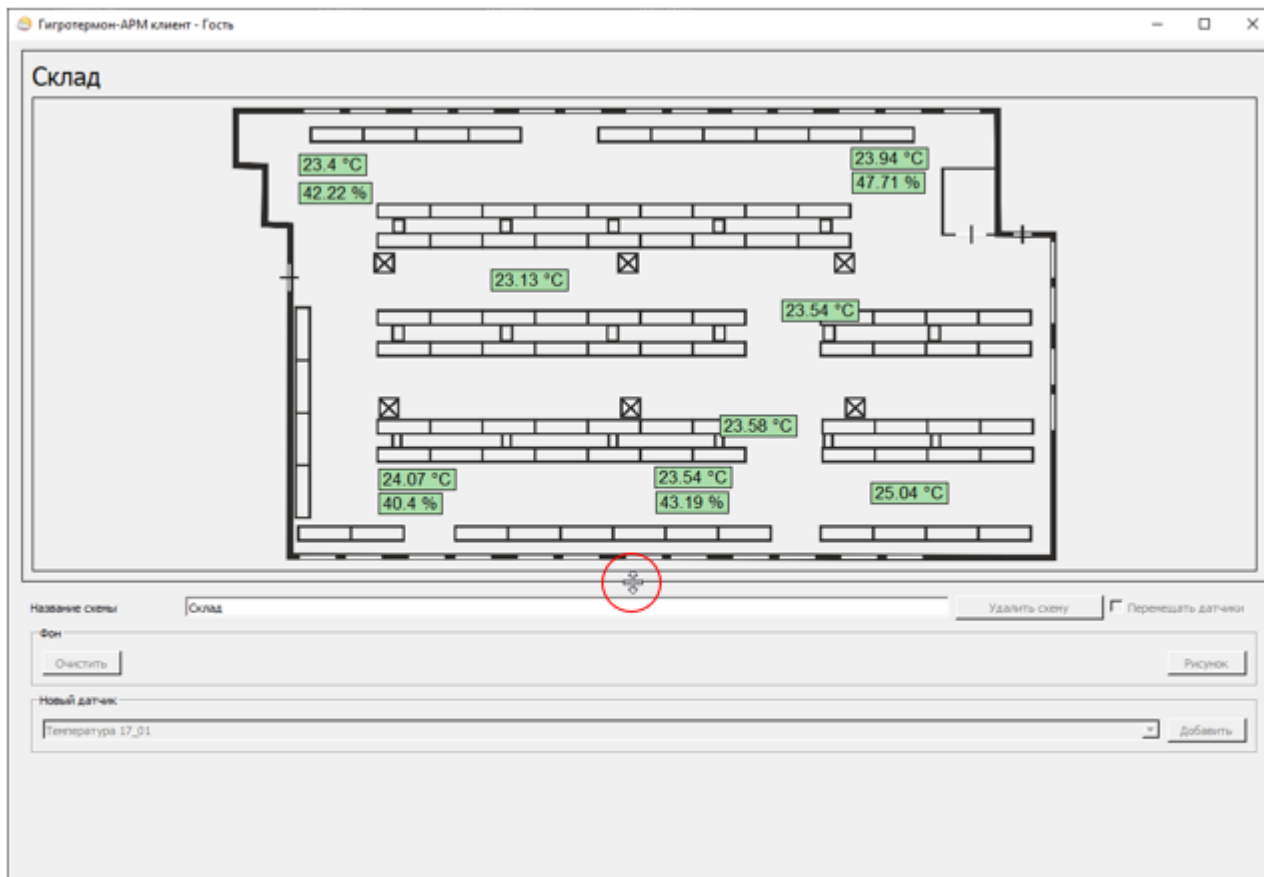 Гигротермон-АРМ клиент - Гость
Склад
23.4 °C
42.22 %
23.94 °C
47.71 %
23.13 °C
23.54 °C
23.58 °C
24.07 °C
40.4 %
23.54 °C
43.19 %
25.04 °C
Название схемы Склад Удалить схему Перемещать датчики
Фон
Очистить Рисунок
Новый датчик
Температура 17_01 Добавить